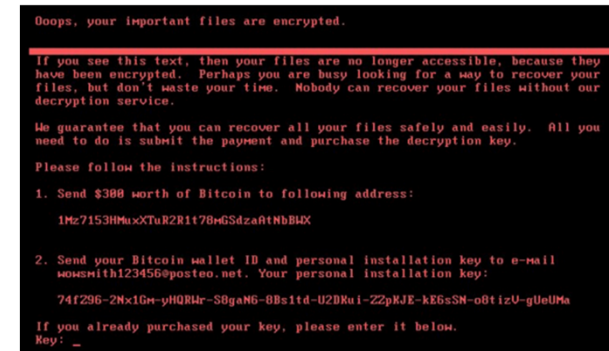 Ooops, your important files are encrypted.
If you see this text, then your files are no longer accessible, because they
have been encrypted. Perhaps you are busy looking for a way to recover your
files, but don't waste your time. Nobody can recover your files without our
decryption service.
We guarantee that you can recover all your files safely and easily. All you
need to do is submit the payment and purchase the decryption key.
Please follow the instructions:
1. Send $300 worth of Bitcoin to following address:
1Mz7153HMuxXTuR2R1t78mGSdzaAtNbBWX
2. Send your Bitcoin wallet ID and personal installation key to e-mail
wowsmith123456@posteo.net. Your personal installation key:
74f296-2Nx1Gm-yHQRWr-S8gaN6-8Bs1td-U2DKui-ZZpKJE-kE6sSN-o8tizV-gUeUMa
If you already purchased your key, please enter it below.
Key: _